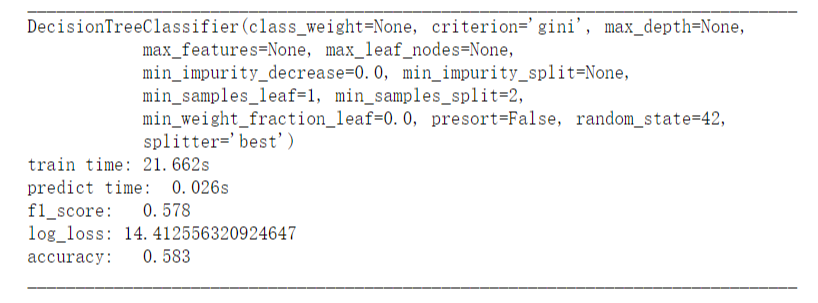 DecisionTreeClassifier(class_weight=None, criterion='gini', max_depth=None,
max_features=None, max_leaf_nodes=None,
min_impurity_decrease=0.0, min_impurity_split=None,
min_samples_leaf=1, min_samples_split=2,
min_weight_fraction_leaf=0.0, presort=False, random_state=42,
splitter='best')
train time: 21.662s
predict time:  0.026s
f1_score:   0.578
log_loss: 14.412556320924647
accuracy:   0.583